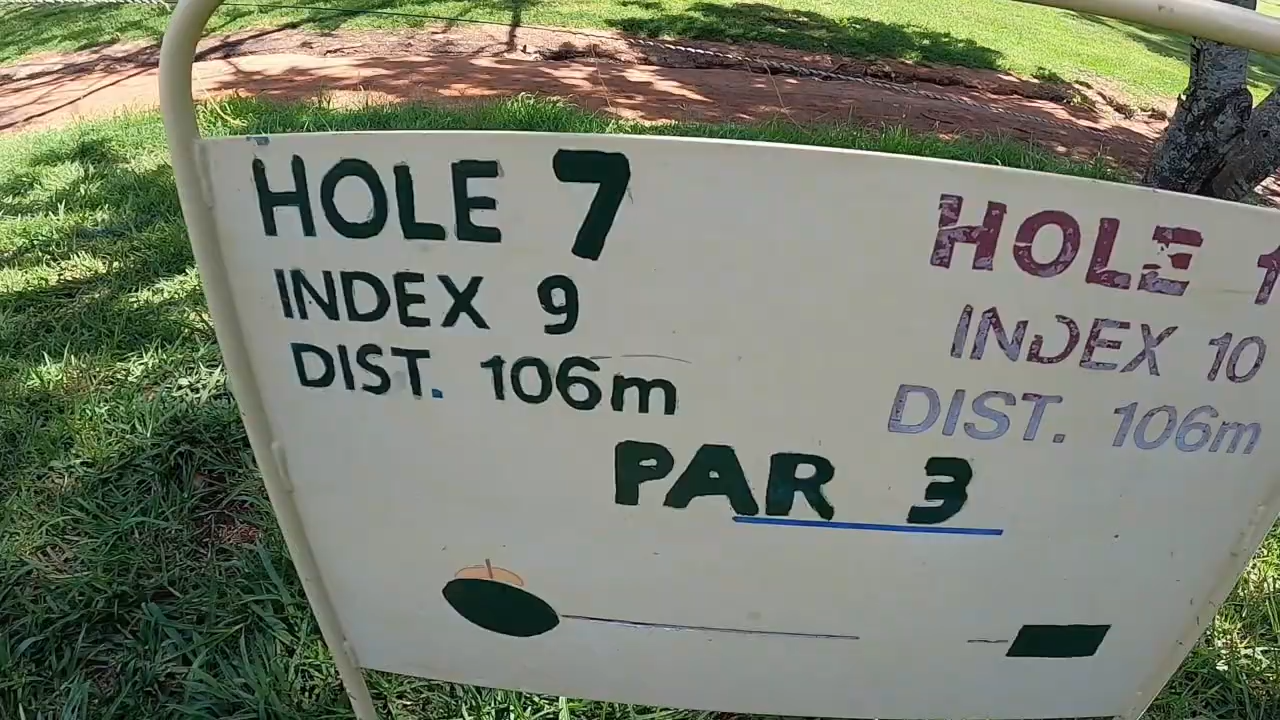 HOLE 7
INDEX 9
DIST. 106m
HOLE
INDEX 10
DIST. 106m
PAR 3